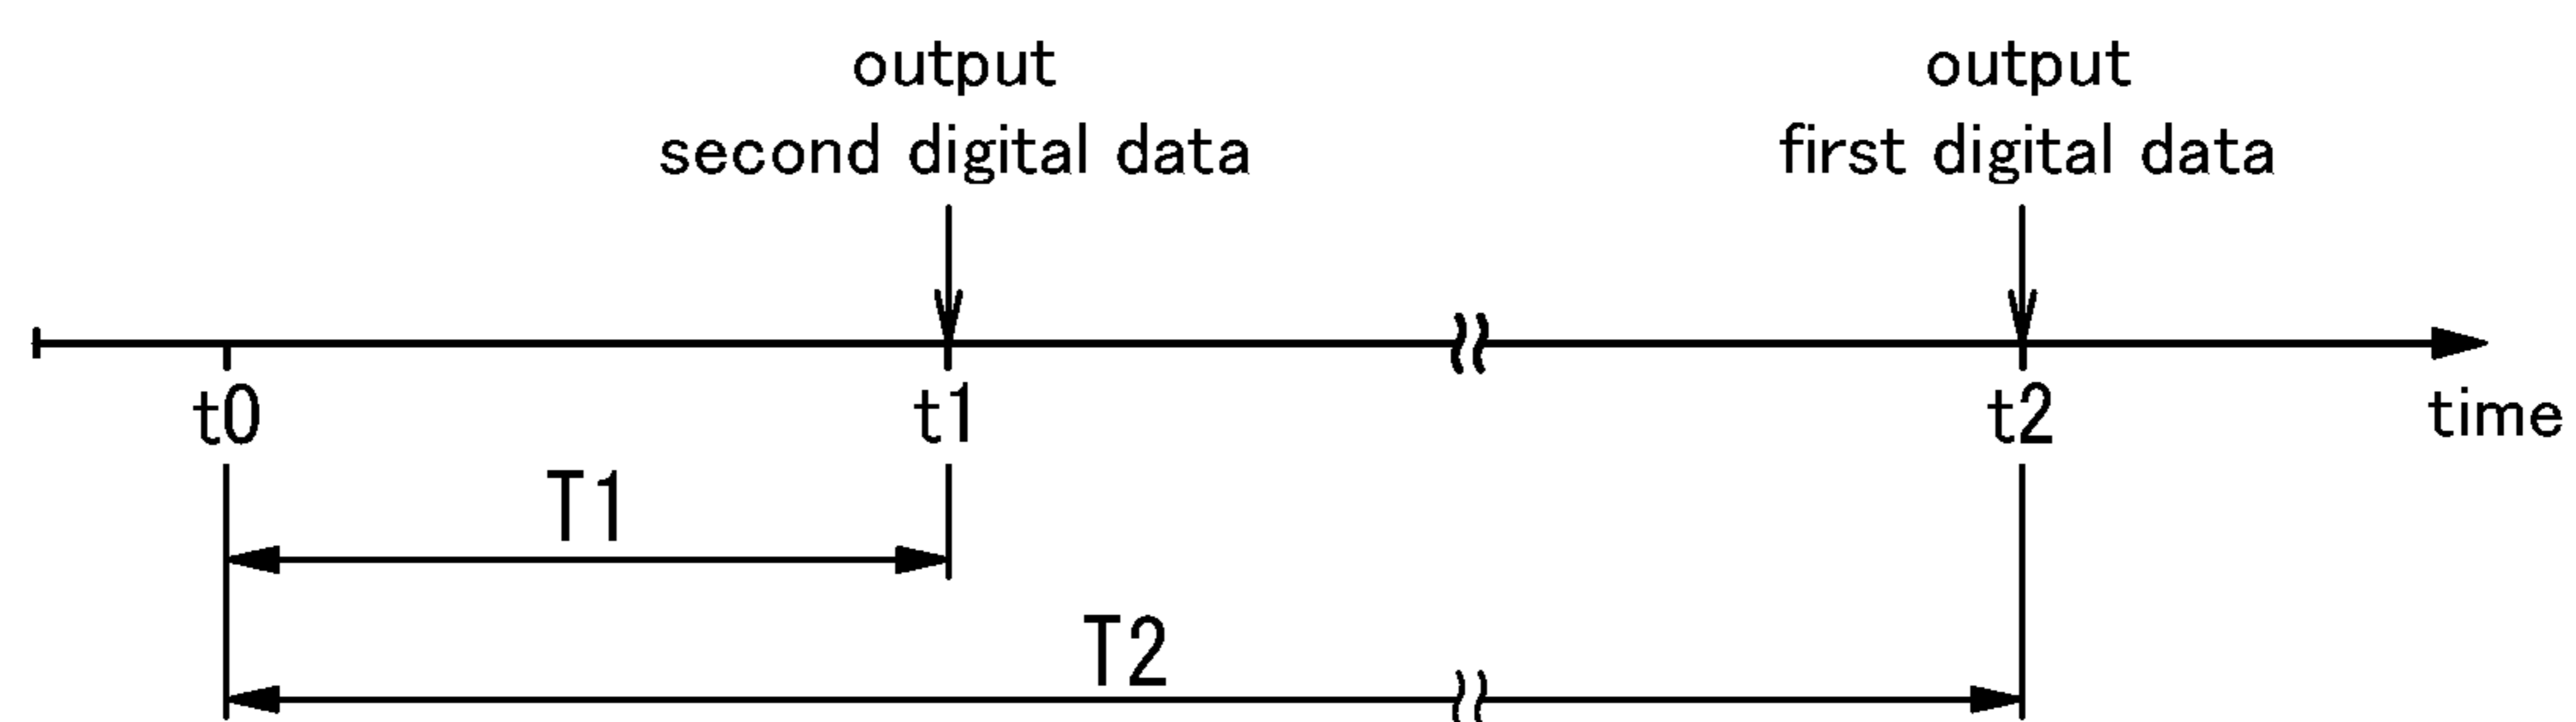 output
second digital data
output
first digital data
t0
t1
t2
time
T1
T2